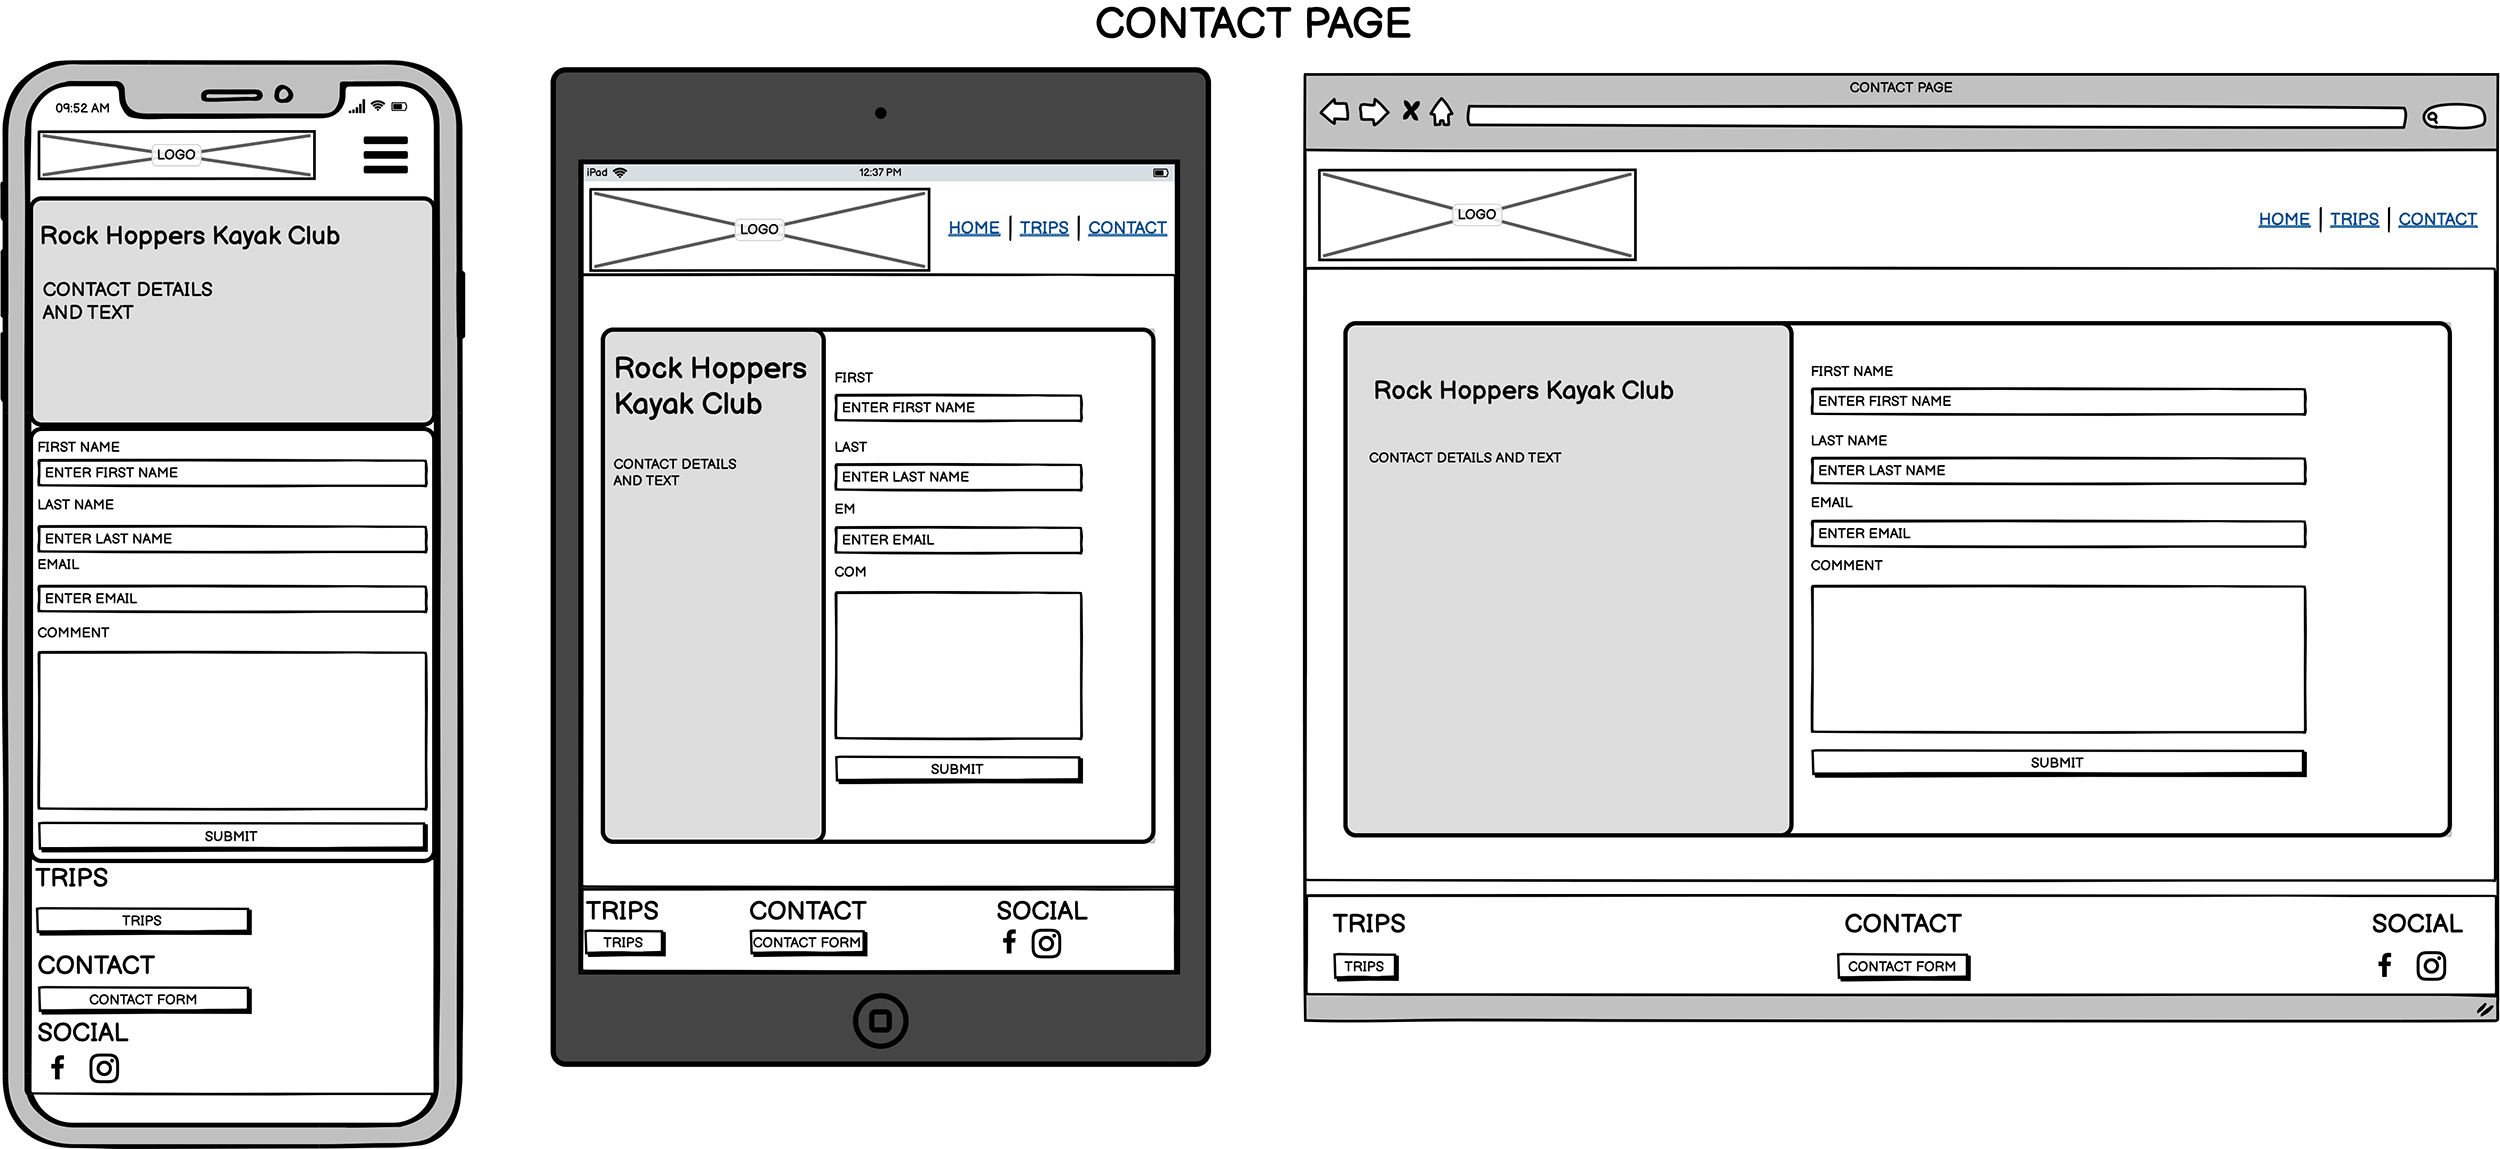 CONTACT PAGE
09:52 AM
LOGO
Rock Hoppers Kayak Club
CONTACT DETAILS
AND TEXT
FIRST NAME
ENTER FIRST NAME
LAST NAME
ENTER LAST NAME
EMAIL
ENTER EMAIL
COMMENT
SUBMIT
TRIPS
TRIPS
CONTACT
CONTACT FORM
SOCIAL
iPad
12:37 PM
LOGO
HOME
TRIPS
CONTACT
Rock Hoppers
Kayak Club
CONTACT DETAILS
AND TEXT
FIRST
ENTER FIRST NAME
LAST
ENTER LAST NAME
EM
ENTER EMAIL
COM
SUBMIT
TRIPS
TRIPS
CONTACT
CONTACT FORM
SOCIAL
CONTACT PAGE
LOGO
HOME
TRIPS
CONTACT
Rock Hoppers Kayak Club
CONTACT DETAILS AND TEXT
FIRST NAME
ENTER FIRST NAME
LAST NAME
ENTER LAST NAME
EMAIL
ENTER EMAIL
COMMENT
SUBMIT
TRIPS
TRIPS
CONTACT
CONTACT FORM
SOCIAL